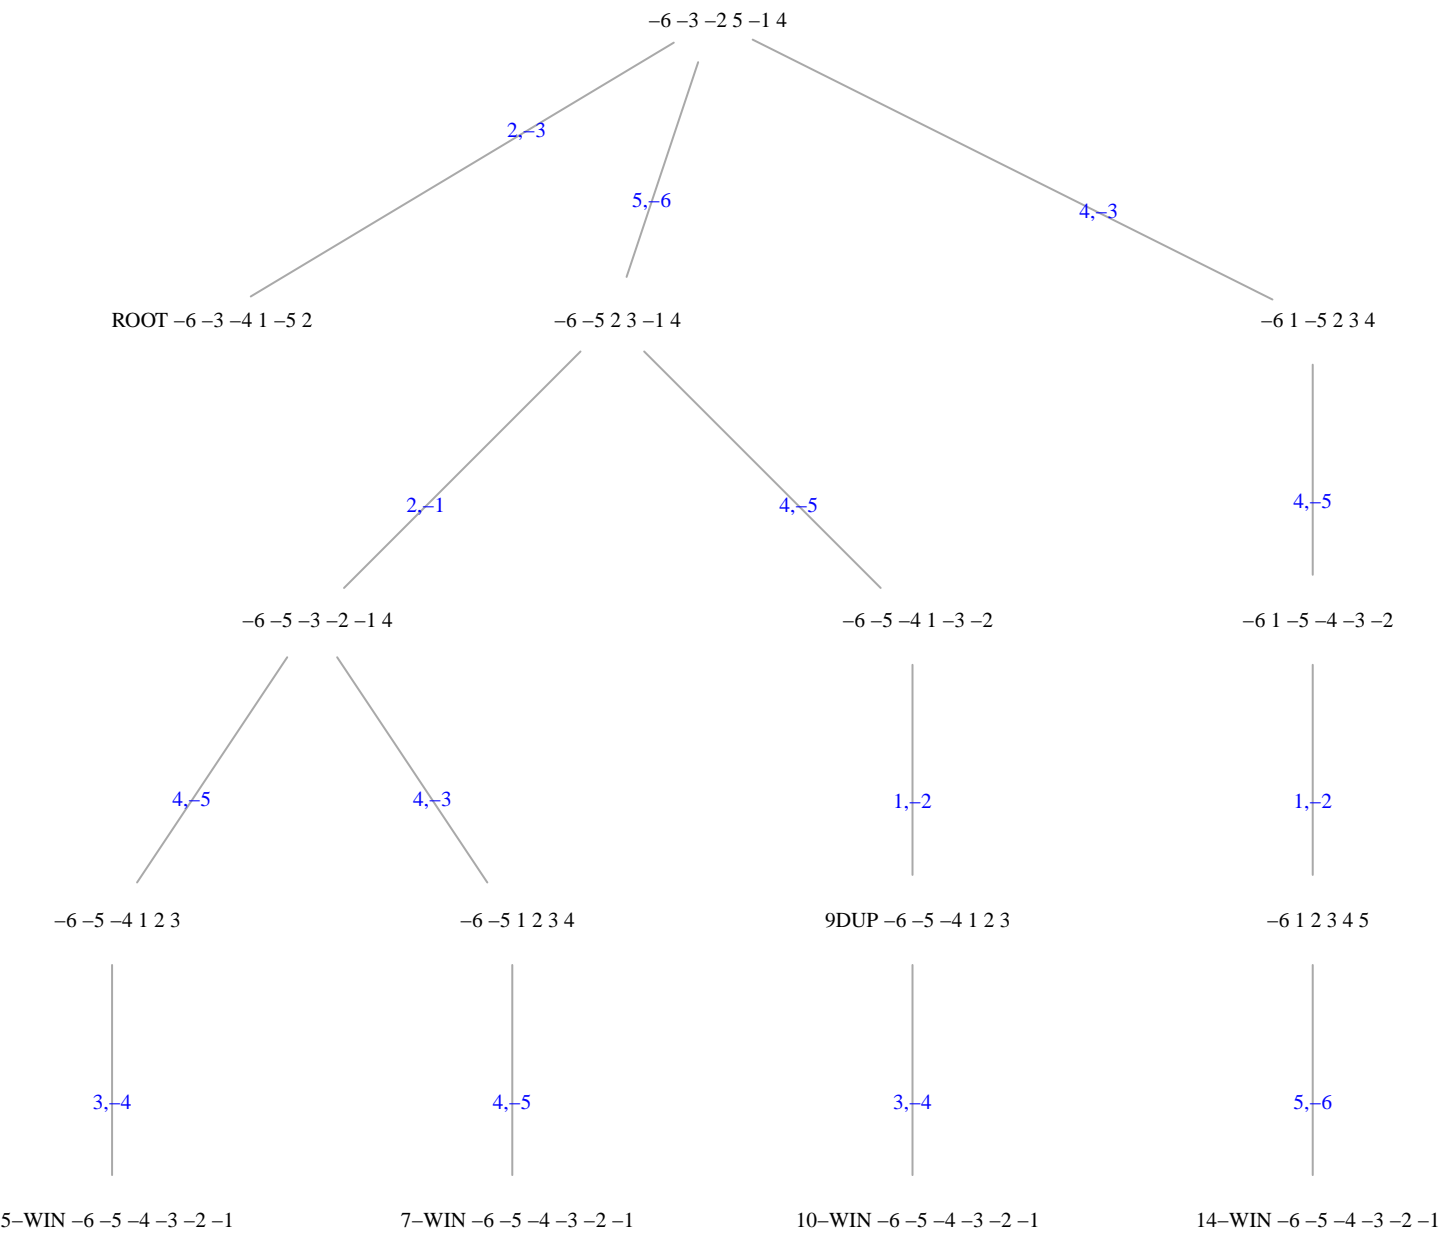 −6 −3 −2 5 −1 4
2,−3
5,−6
4,−3
ROOT −6 −3 −4 1 −5 2
−6 −5 2 3 −1 4
−6 1 −5 2 3 4
2,−1
4,−5
4,−5
−6 −5 −3 −2 −1 4
−6 −5 −4 1 −3 −2
−6 1 −5 −4 −3 −2
4,−5
4,−3
1,−2
1,−2
−6 −5 −4 1 2 3
−6 −5 1 2 3 4
9DUP −6 −5 −4 1 2 3
−6 1 2 3 4 5
3,−4
4,−5
3,−4
5,−6
5−WIN −6 −5 −4 −3 −2 −1
7−WIN −6 −5 −4 −3 −2 −1
10−WIN −6 −5 −4 −3 −2 −1
14−WIN −6 −5 −4 −3 −2 −1